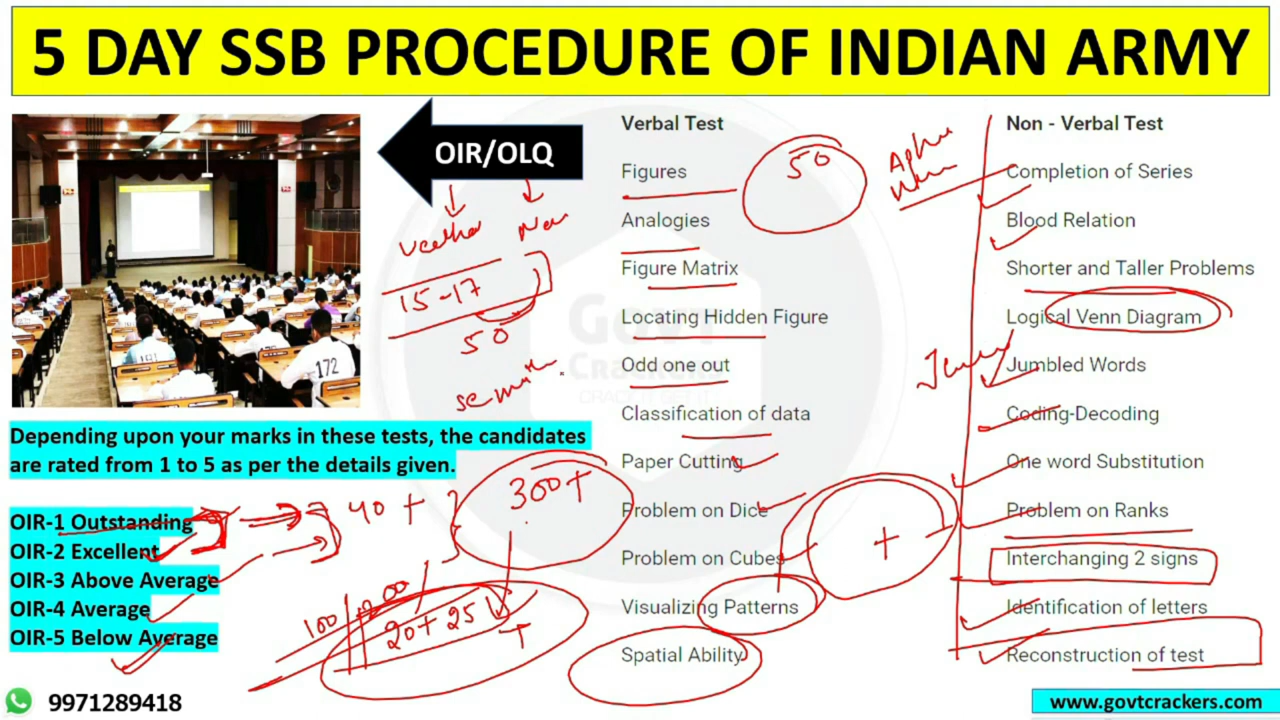 5 DAY SSB PROCEDURE OF INDIAN ARMY
OIR/OLQ
15-17
50
172
Depending upon your marks in these tests, the candidates
are rated from 1 to 5 as per the details given.
OIR-1 Outstanding
OIR-2 Excellent
OIR-3 Above Average
OIR-4 Average
OIR-5 Below Average
40 +
300+
100
20+ 25
+
9971289418
Verbal Test
Figures
Analogies
Figure Matrix
Locating Hidden Figure
Odd one out
Classification of data
Paper Cutting
Problem on Dice
Problem on Cubes
Visualizing Patterns
Spatial Ability
50
+
Govt
Crackers
Non - Verbal Test
Completion of Series
Blood Relation
Shorter and Taller Problems
Logical Venn Diagram
Jumbled Words
Coding-Decoding
One word Substitution
Problem on Ranks
Interchanging 2 signs
Identification of letters
Reconstruction of test
www.govtcrackers.com